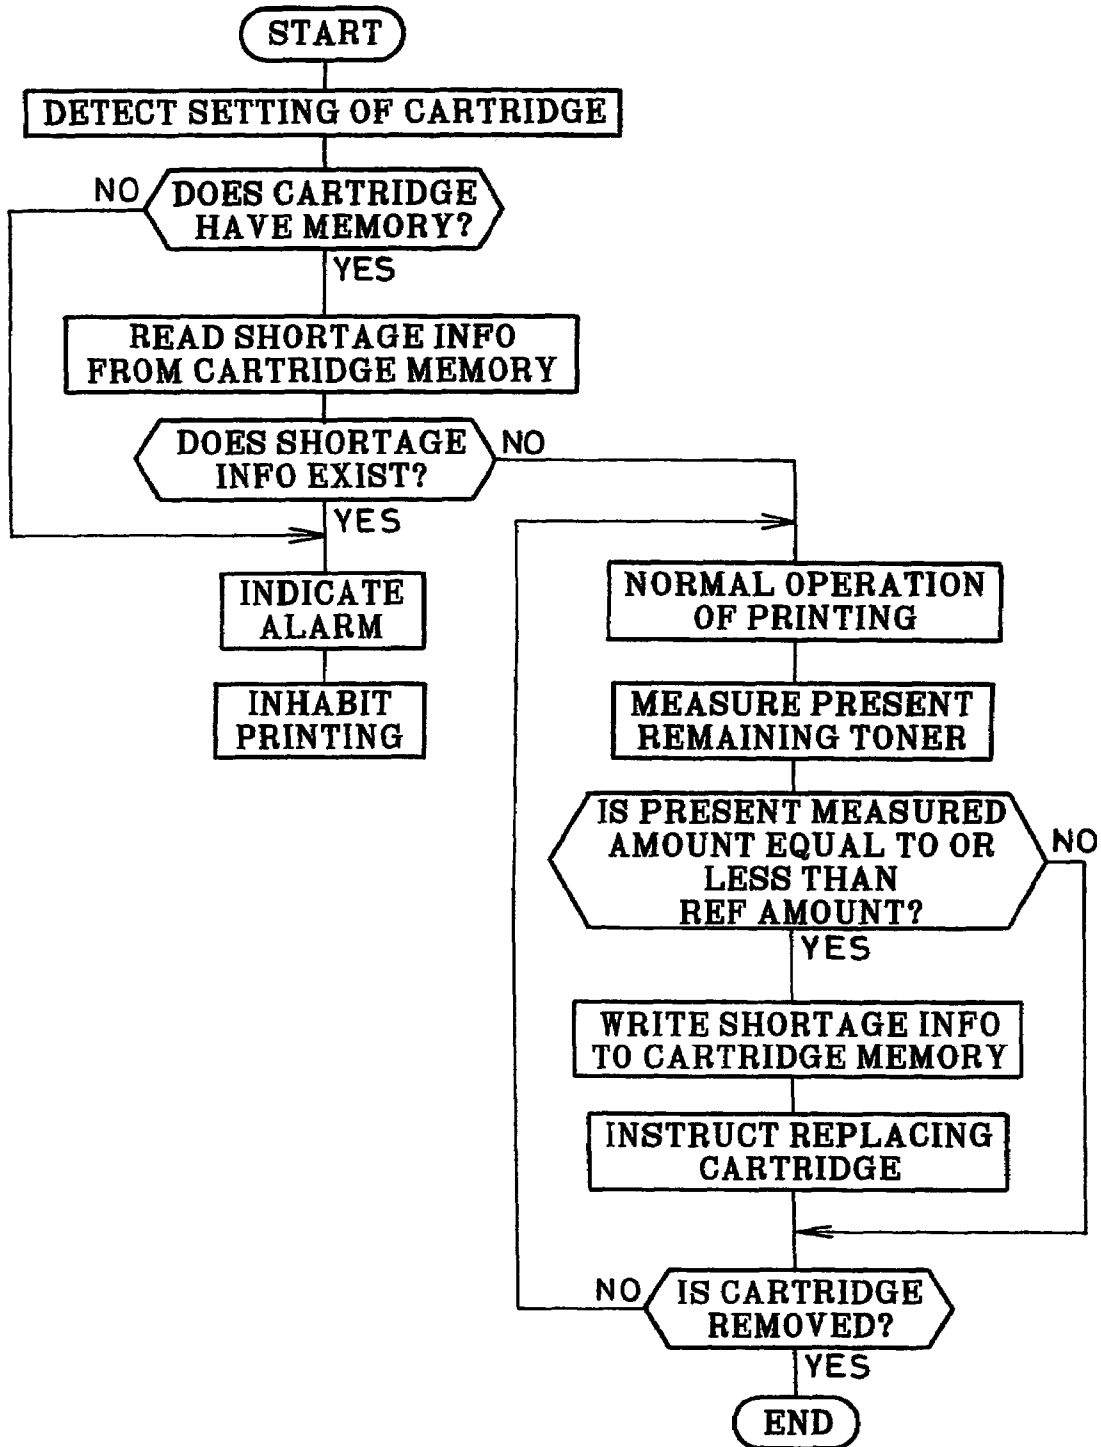 START
DETECT SETTING OF CARTRIDGE
NO
DOES CARTRIDGE
HAVE MEMORY?
YES
READ SHORTAGE INFO
FROM CARTRIDGE MEMORY
DOES SHORTAGE
INFO EXIST?
NO
YES
INDICATE
ALARM
INHABIT
PRINTING
NORMAL OPERATION
OF PRINTING
MEASURE PRESENT
REMAINING TONER
IS PRESENT MEASURED
AMOUNT EQUAL TO OR
LESS THAN
REF AMOUNT?
NO
YES
WRITE SHORTAGE INFO
TO CARTRIDGE MEMORY
INSTRUCT REPLACING
CARTRIDGE
NO
IS CARTRIDGE
REMOVED?
YES
END